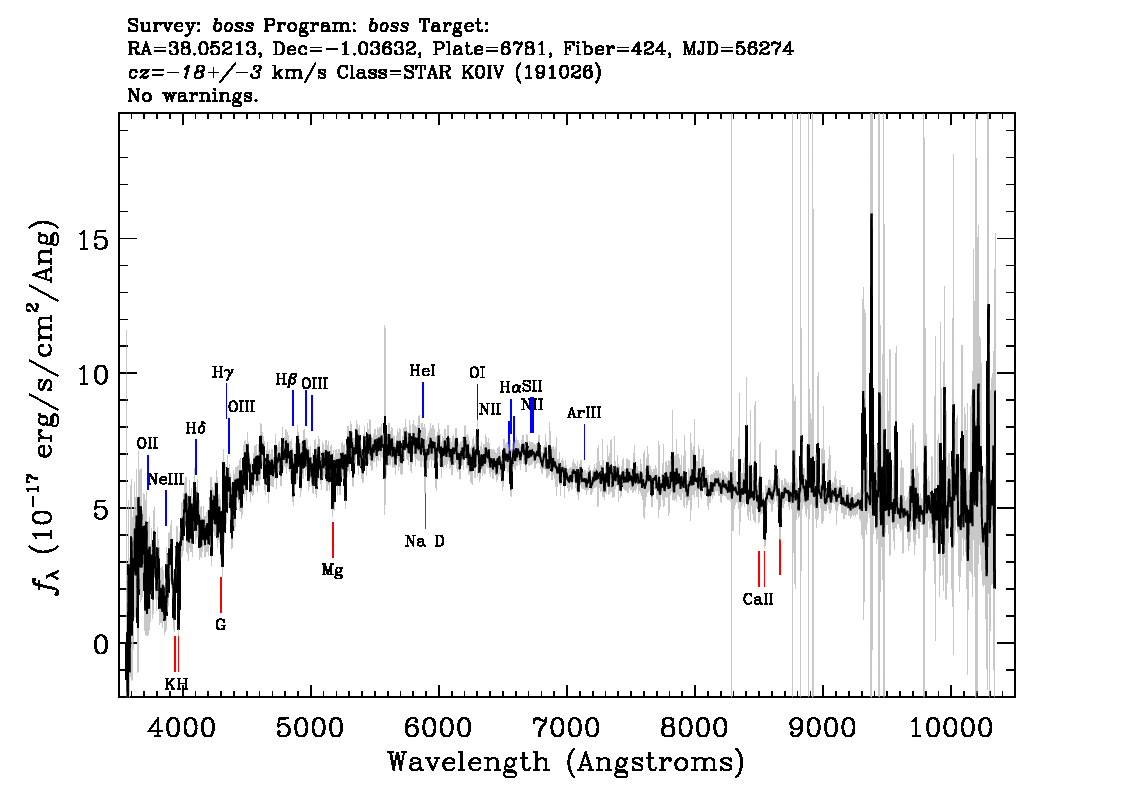 Survey: boss Program: boss Target:
RA=38.05213, Dec=−1.03632, Plate=6781, Fiber=424, MJD=56274
cz=−18+/−3 km/s Class=STAR K0IV (191026)
No warnings.
15
10
5
0
f_λ (10^−17 erg/s/cm^2/Ang)
Hγ
Hβ OIII
HeI
OI
OIII
NII
HαSII
NII
ArIII
Hδ
OII
NeIII
Mg
Na D
CaII
G
KH
4000 5000 6000 7000 8000 9000 10000
Wavelength (Angstroms)